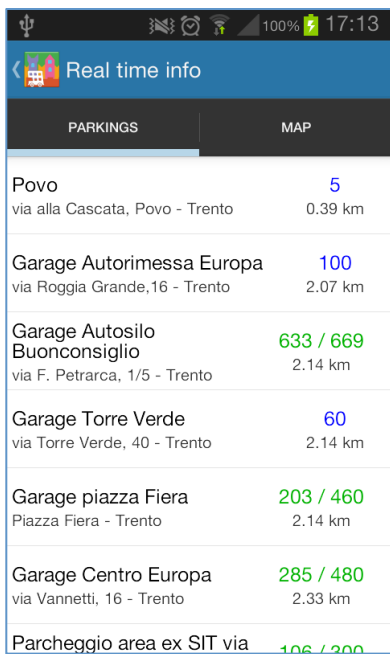 100% 17:13
Real time info
PARKINGS MAP
Povo 5
via alla Cascata, Povo - Trento 0.39 km
Garage Autorimessa Europa 100
via Roggia Grande,16 - Trento 2.07 km
Garage Autosilo
Buonconsiglio 633 / 669
via F. Petrarca, 1/5 - Trento 2.14 km
Garage Torre Verde 60
via Torre Verde, 40 - Trento 2.14 km
Garage piazza Fiera 203 / 460
Piazza Fiera - Trento 2.14 km
Garage Centro Europa 285 / 480
via Vannetti, 16 - Trento 2.33 km
Parcheggio area ex SIT via 106 / 300